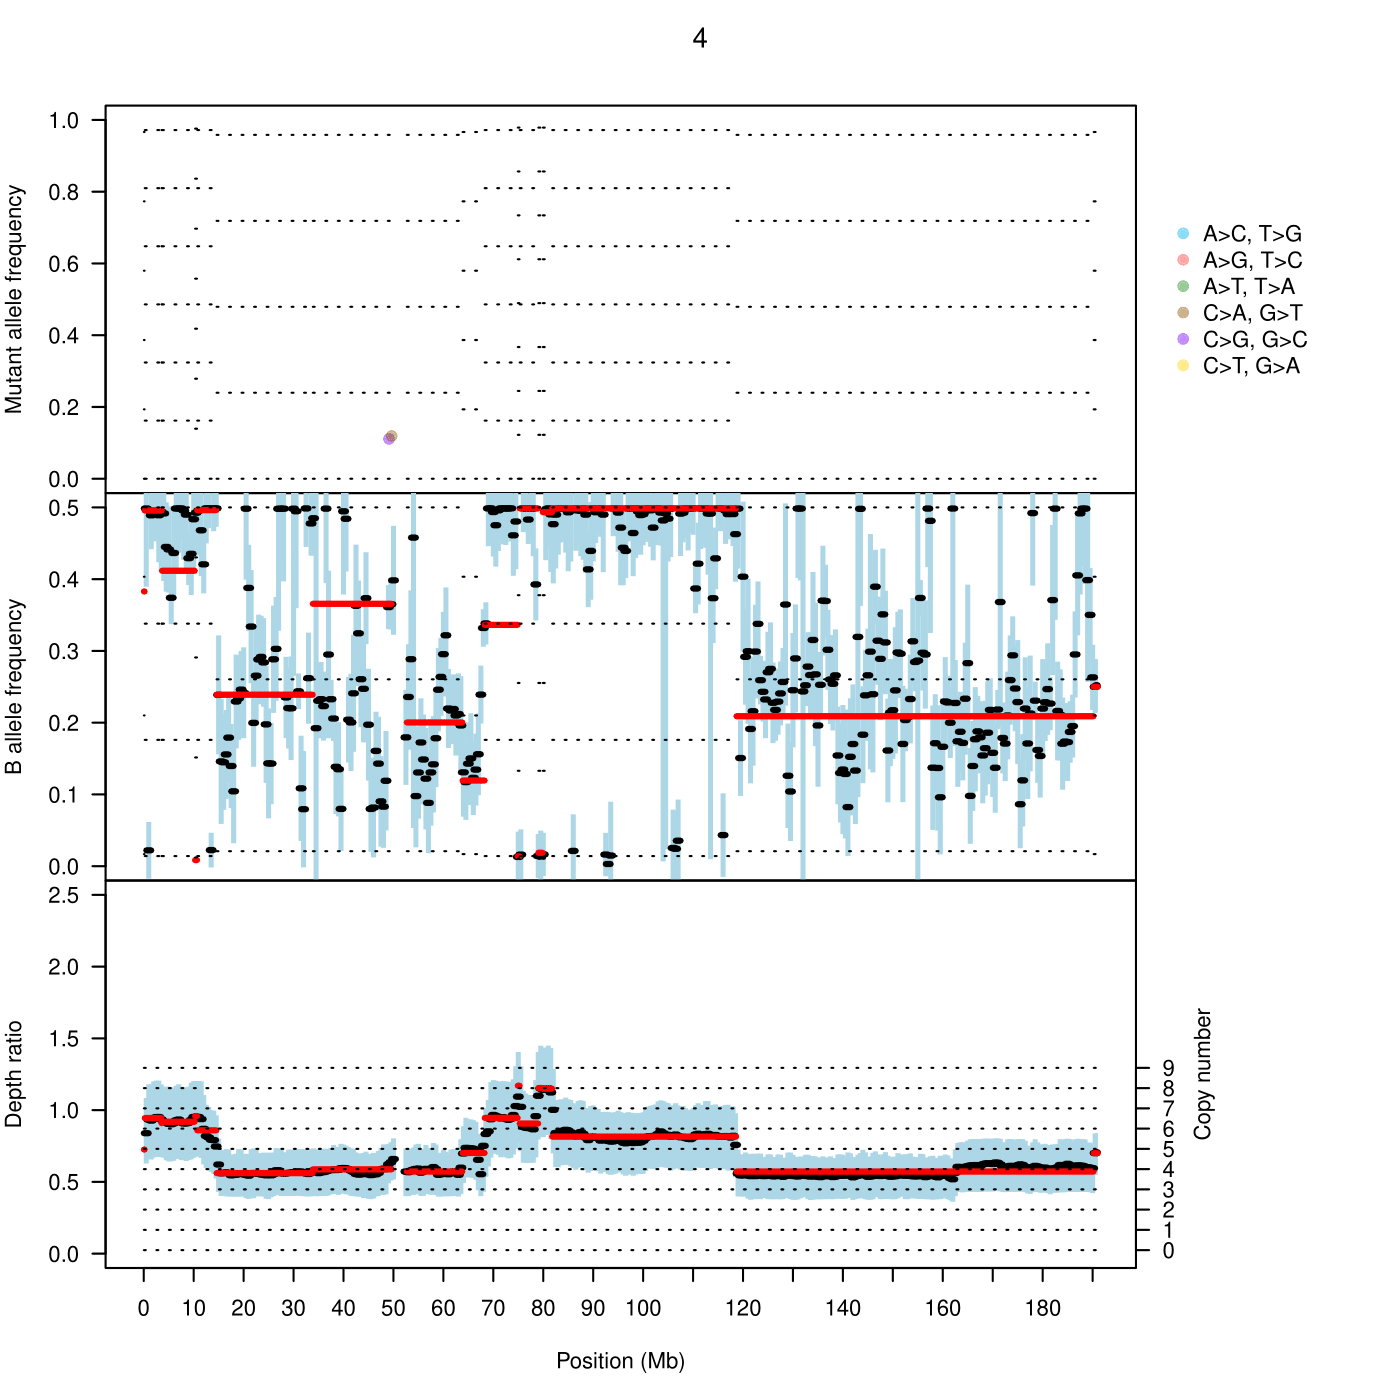 4
Mutant allele frequency
1.0
0.8
0.6
0.4
0.2
0.0
A>C, T>G
A>G, T>C
A>T, T>A
C>A, G>T
C>G, G>C
C>T, G>A
B allele frequency
0.5
0.4
0.3
0.2
0.1
0.0
Depth ratio
2.5
2.0
1.5
1.0
0.5
0.0
Copy number
9
8
7
6
5
4
3
2
1
0
0 10 20 30 40 50 60 70 80 90 100 120 140 160 180
Position (Mb)